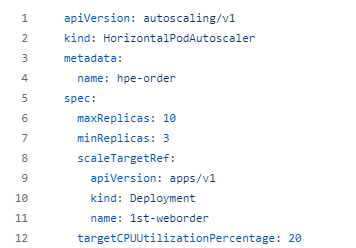 1 apiVersion: autoscaling/v1
2 kind: HorizontalPodAutoscaler
3 metadata:
4   name: hpe-order
5 spec:
6   maxReplicas: 10
7   minReplicas: 3
8   scaleTargetRef:
9     apiVersion: apps/v1
10     kind: Deployment
11     name: 1st-weborder
12   targetCPUUtilizationPercentage: 20